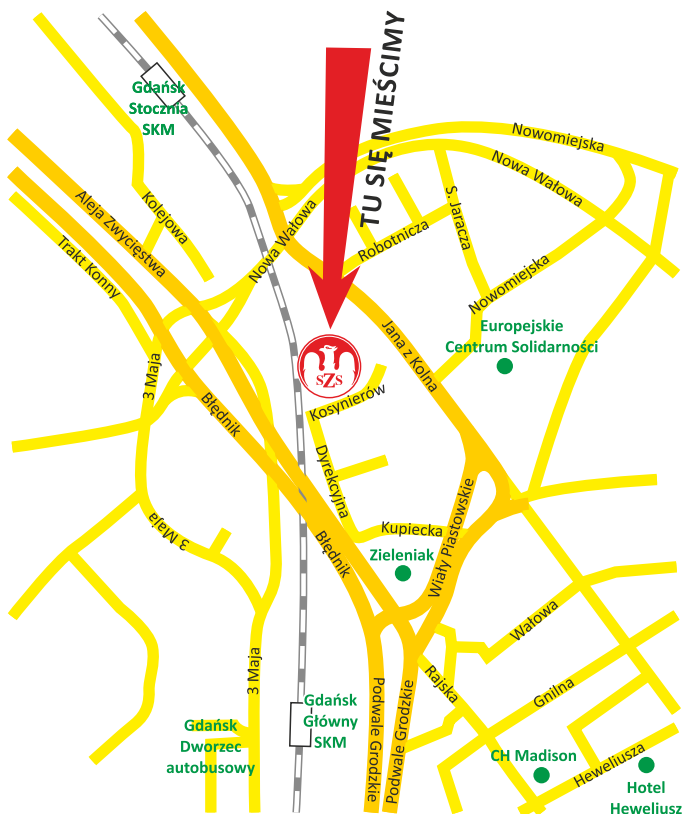 TU SIĘ MIEŚCIMY
Gdańsk
Stocznia
SKM
Nowomiejska
Nowa Wałowa
Kolejowa
Aleja Zwycięstwa
Trakt Konny
Nowa Wałowa
Robotnicza
S. Jaracza
Nowomiejska
Europejskie
Centrum Solidarności
Jana z Kolna
3 Maja
Błędnik
SZS
Kosynierów
Dyrekcyjna
Wiały Piastowskie
Kupiecka
3 Maja
Błędnik
Zieleniak
Wałowa
3 Maja
Rajska
Gnilna
Podwale Grodzkie
Podwale Grodzkie
Gdańsk
Główny
SKM
Gdańsk
Dworzec
autobusowy
CH Madison
Heweliusza
Hotel
Heweliusz